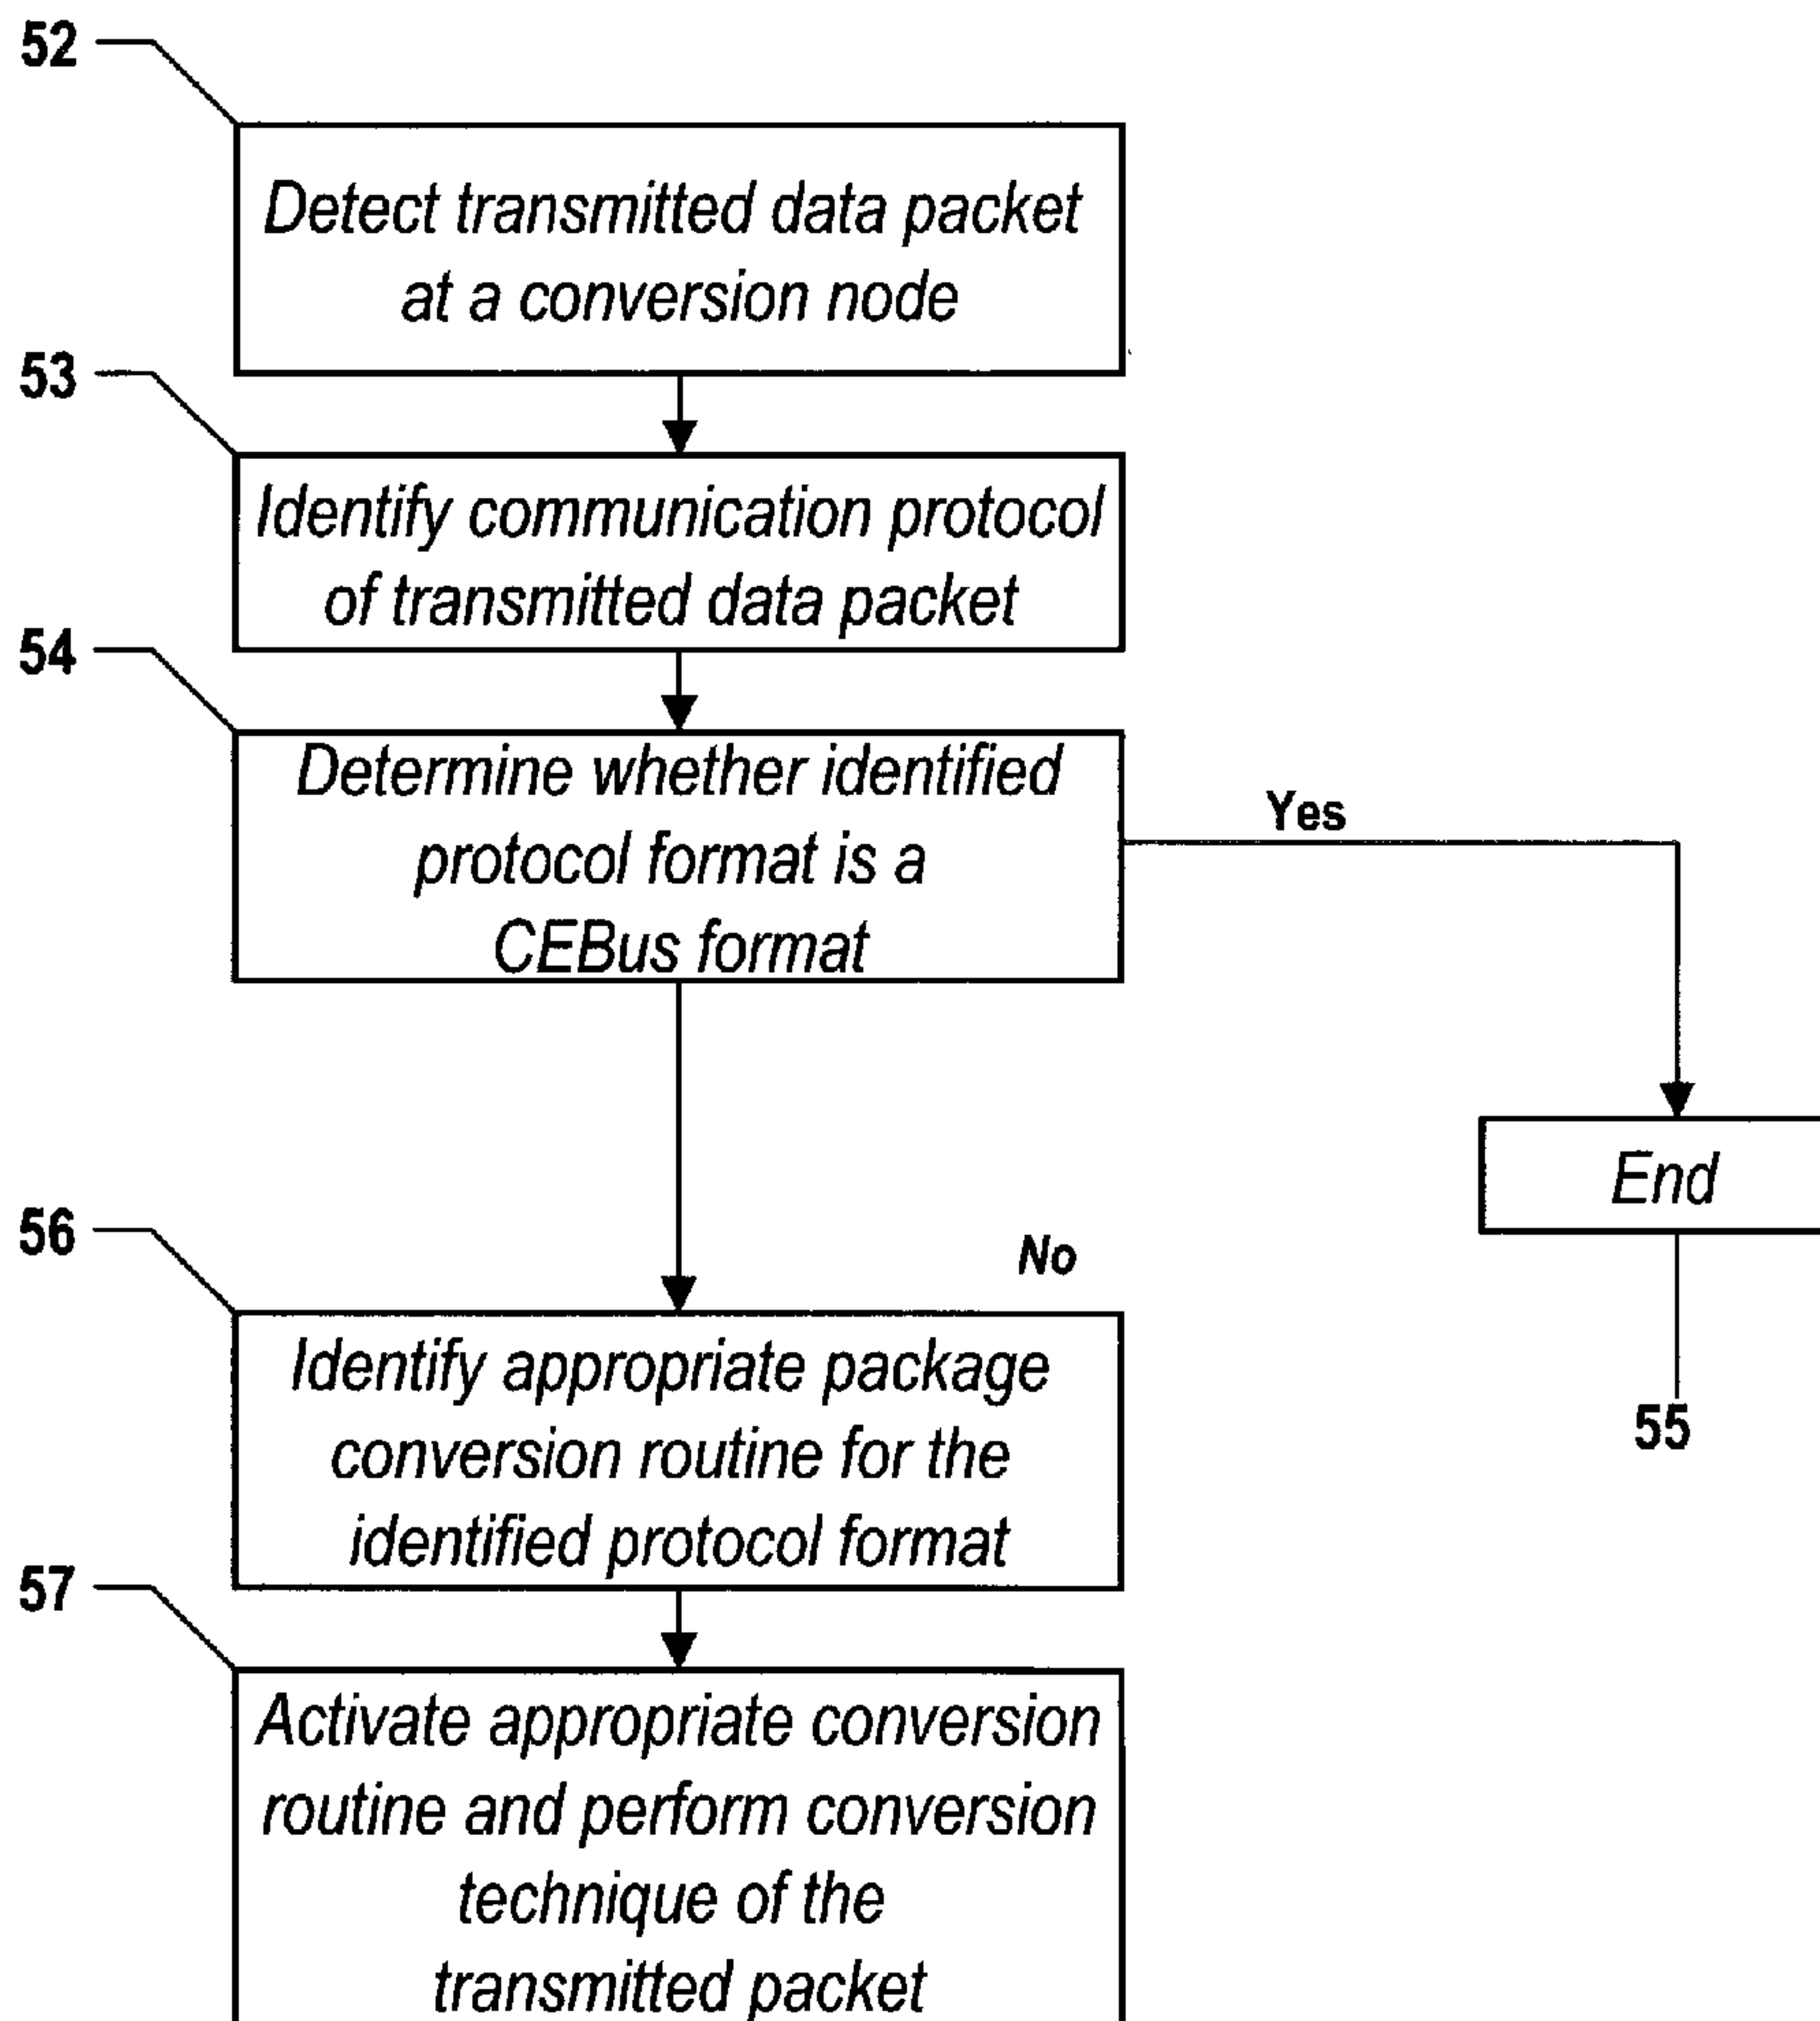 52
Detect transmitted data packet
at a conversion node
53
Identify communication protocol
of transmitted data packet
54
Determine whether identified
protocol format is a
CEBus format
Yes
End
55
No
56
Identify appropriate package
conversion routine for the
identified protocol format
57
Activate appropriate conversion
routine and perform conversion
technique of the
transmitted packet